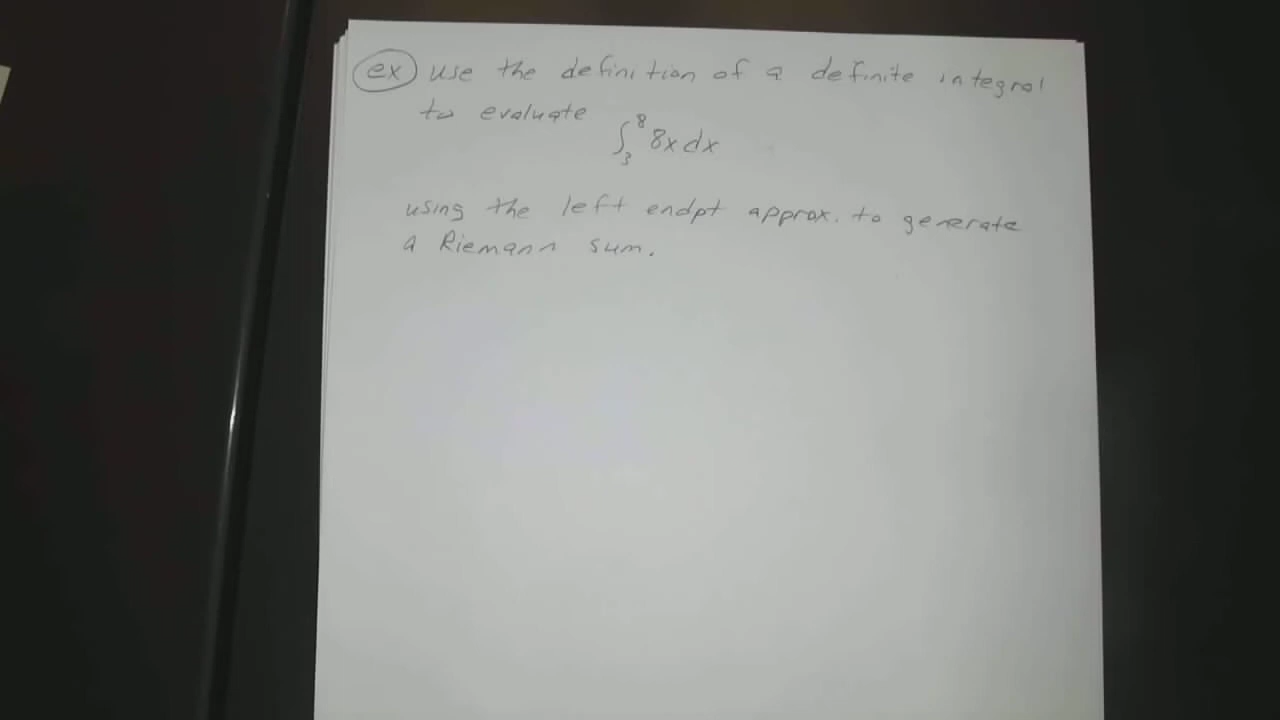 ex) use the definition of a definite integral
to evaluate
∫₃⁸ 8x dx
using the left endpt approx. to generate
a Riemann sum.